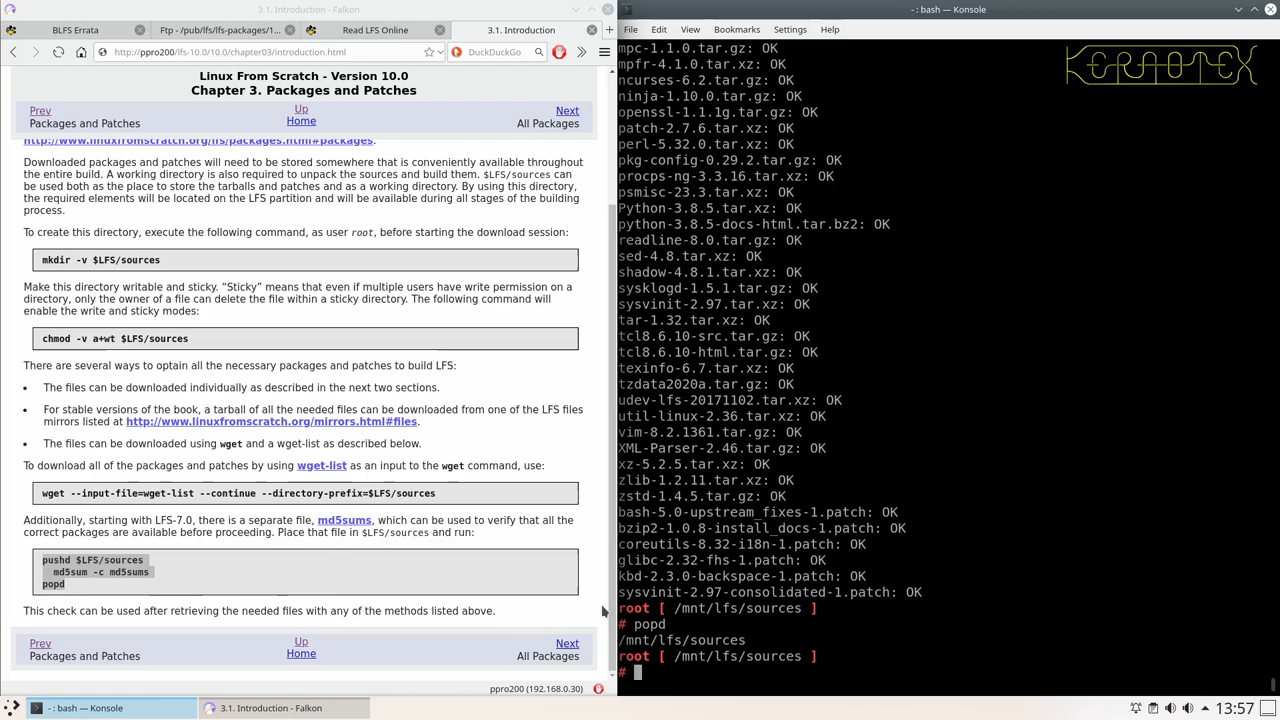 3.1. Introduction - Falkon
BLFS Errata
Ftp - /pub/lfs/lfs-packages/1...
Read LFS Online
3.1. Introduction
http://ppro200/lfs-10.0/10.0/chapter03/introduction.html
DuckDuckGo
Linux From Scratch - Version 10.0
Chapter 3. Packages and Patches
Prev
Up
Next
Packages and Patches
Home
All Packages
http://www.linuxfromscratch.org/lfs/packages.html#packages.
Downloaded packages and patches will need to be stored somewhere that is conveniently available throughout
the entire build. A working directory is also required to unpack the sources and build them. $LFS/sources can
be used both as the place to store the tarballs and patches and as a working directory. By using this directory,
the required elements will be located on the LFS partition and will be available during all stages of the building
process.
To create this directory, execute the following command, as user root, before starting the download session:
mkdir -v $LFS/sources
Make this directory writable and sticky. “Sticky” means that even if multiple users have write permission on a
directory, only the owner of a file can delete the file within a sticky directory. The following command will
enable the write and sticky modes:
chmod -v a+wt $LFS/sources
There are several ways to optain all the necessary packages and patches to build LFS:
• The files can be downloaded individually as described in the next two sections.
• For stable versions of the book, a tarball of all the needed files can be downloaded from one of the LFS files
mirrors listed at http://www.linuxfromscratch.org/mirrors.html#files.
• The files can be downloaded using wget and a wget-list as described below.
To download all of the packages and patches by using wget-list as an input to the wget command, use:
wget --input-file=wget-list --continue --directory-prefix=$LFS/sources
Additionally, starting with LFS-7.0, there is a separate file, md5sums, which can be used to verify that all the
correct packages are available before proceeding. Place that file in $LFS/sources and run:
pushd $LFS/sources
md5sum -c md5sums
popd
This check can be used after retrieving the needed files with any of the methods listed above.
Prev
Up
Next
Packages and Patches
Home
All Packages
ppro200 (192.168.0.30)
- : bash — Konsole
File Edit View Bookmarks Settings Help
KERAOTEX
mpc-1.1.0.tar.gz: OK
mpfr-4.1.0.tar.xz: OK
ncurses-6.2.tar.gz: OK
ninja-1.10.0.tar.gz: OK
openssl-1.1.1g.tar.gz: OK
patch-2.7.6.tar.xz: OK
perl-5.32.0.tar.xz: OK
pkg-config-0.29.2.tar.gz: OK
procps-ng-3.3.16.tar.xz: OK
psmisc-23.3.tar.xz: OK
Python-3.8.5.tar.xz: OK
python-3.8.5-docs-html.tar.bz2: OK
readline-8.0.tar.gz: OK
sed-4.8.tar.xz: OK
shadow-4.8.1.tar.xz: OK
sysklogd-1.5.1.tar.gz: OK
sysvinit-2.97.tar.xz: OK
tar-1.32.tar.xz: OK
tcl8.6.10-src.tar.gz: OK
tcl8.6.10-html.tar.gz: OK
texinfo-6.7.tar.xz: OK
tzdata2020a.tar.gz: OK
udev-lfs-20171102.tar.xz: OK
util-linux-2.36.tar.xz: OK
vim-8.2.1361.tar.gz: OK
XML-Parser-2.46.tar.gz: OK
xz-5.2.5.tar.xz: OK
zlib-1.2.11.tar.xz: OK
zstd-1.4.5.tar.gz: OK
bash-5.0-upstream_fixes-1.patch: OK
bzip2-1.0.8-install_docs-1.patch: OK
coreutils-8.32-i18n-1.patch: OK
glibc-2.32-fhs-1.patch: OK
kbd-2.3.0-backspace-1.patch: OK
sysvinit-2.97-consolidated-1.patch: OK
root [ /mnt/lfs/sources ]
# popd
/mnt/lfs/sources
root [ /mnt/lfs/sources ]
#
- : bash — Konsole
3.1. Introduction - Falkon
13:57